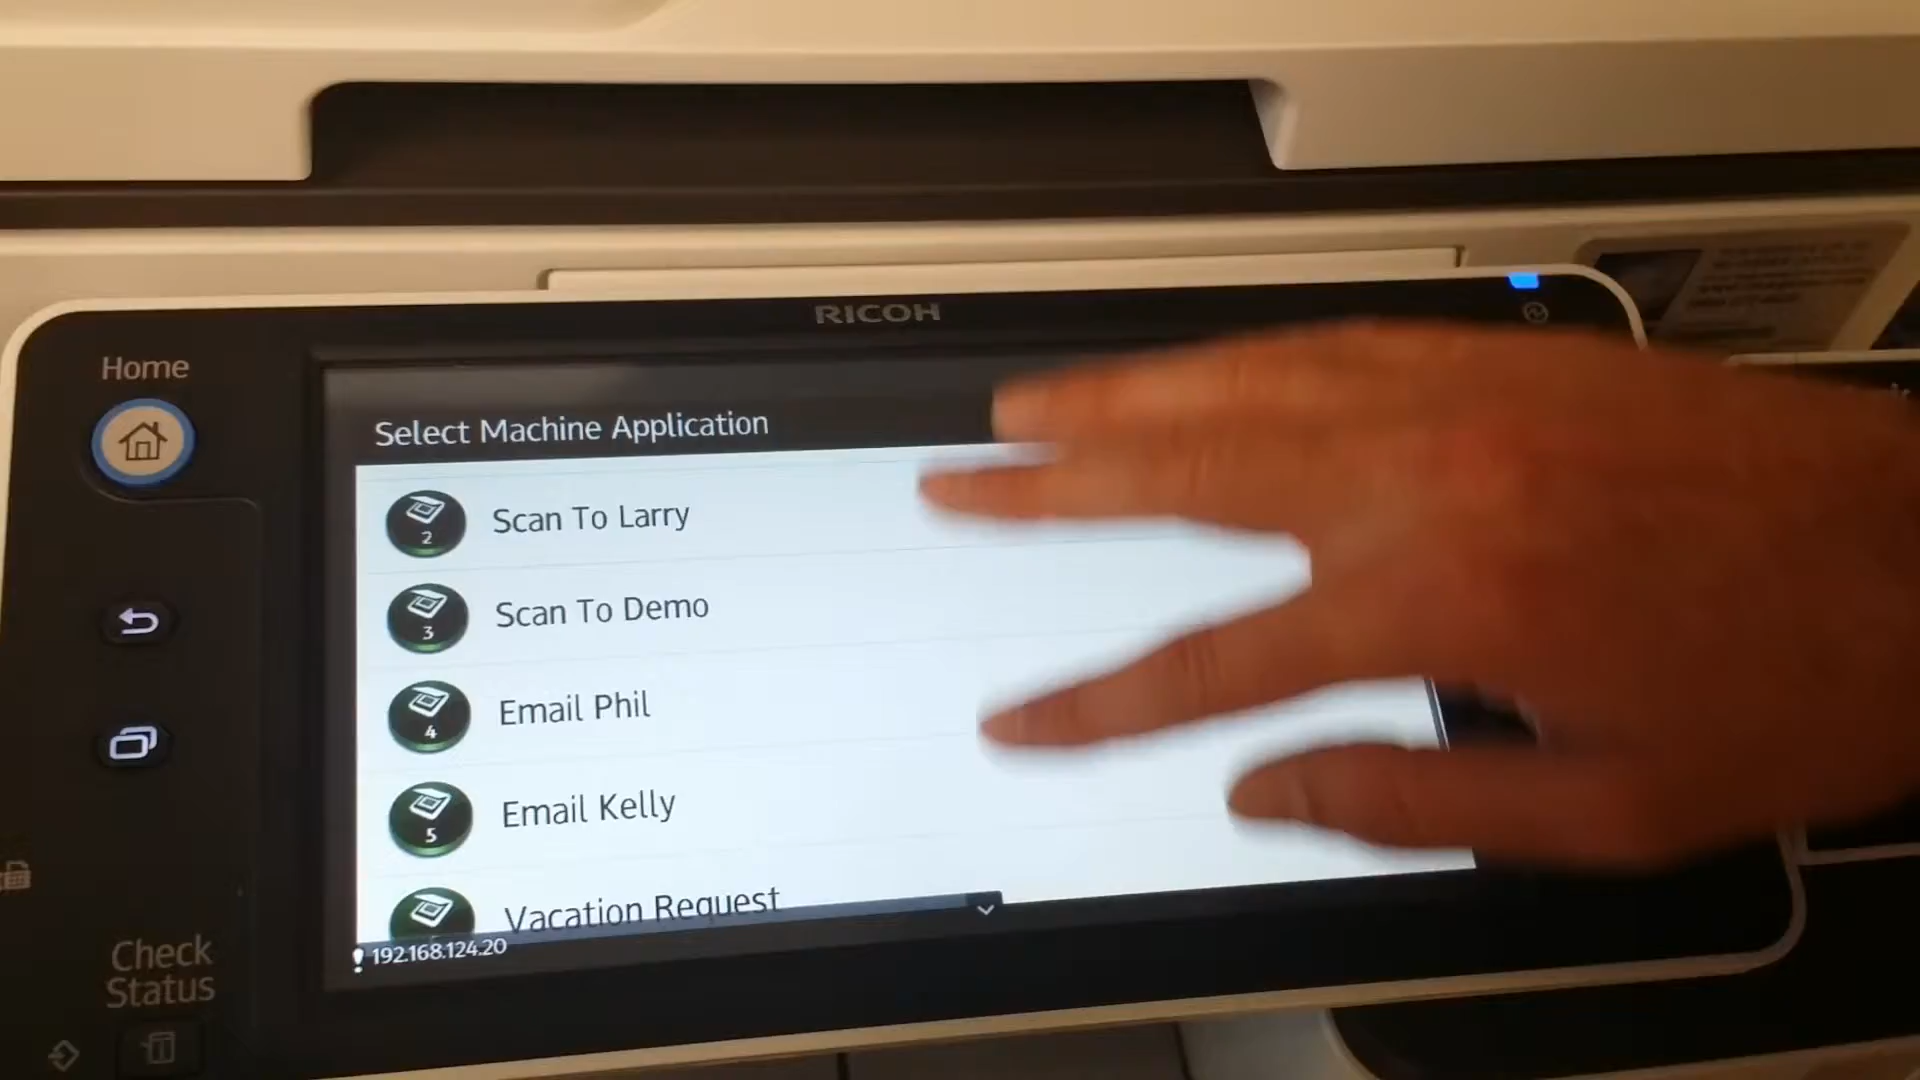 RICOH
Home
Select Machine Application
2
Scan To Larry
3
Scan To Demo
4
Email Phil
5
Email Kelly
Vacation Request
192.168.124.20
Check
Status